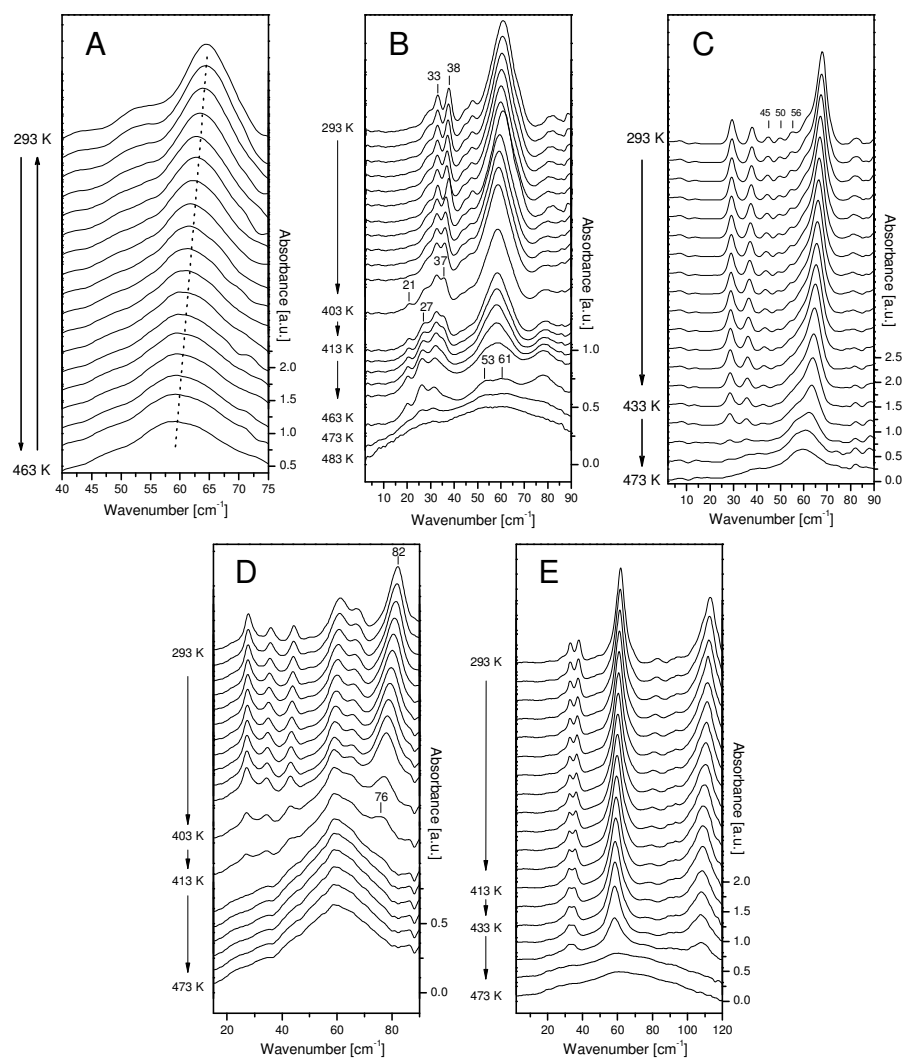 A
293 K
463 K
2.0
1.5
1.0
0.5
Absorbance [a.u.]
40 45 50 55 60 65 70 75
Wavenumber [cm-1]
B
33 38
293 K
37
21
27
403 K
413 K
53 61
463 K
473 K
483 K
1.0
0.5
0.0
Absorbance [a.u.]
10 20 30 40 50 60 70 80 90
Wavenumber [cm-1]
C
45 50 56
293 K
433 K
473 K
2.5
2.0
1.5
1.0
0.5
0.0
Absorbance [a.u.]
10 20 30 40 50 60 70 80 90
Wavenumber [cm-1]
D
82
293 K
76
403 K
413 K
473 K
0.5
0.0
Absorbance [a.u.]
20 40 60 80
Wavenumber [cm-1]
E
293 K
413 K
433 K
473 K
2.0
1.5
1.0
0.5
0.0
Absorbance [a.u.]
20 40 60 80 100 120
Wavenumber [cm-1]